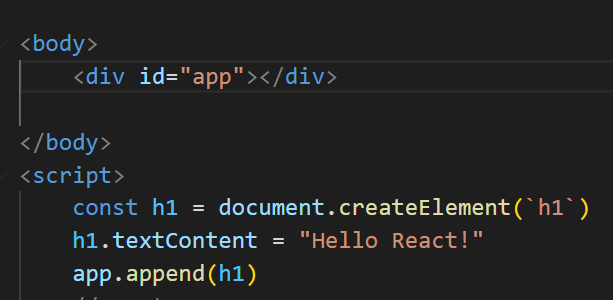 <body>
<div id="app"></div>
</body>
<script>
const h1 = document.createElement(`h1`)
h1.textContent = "Hello React!"
app.append(h1)